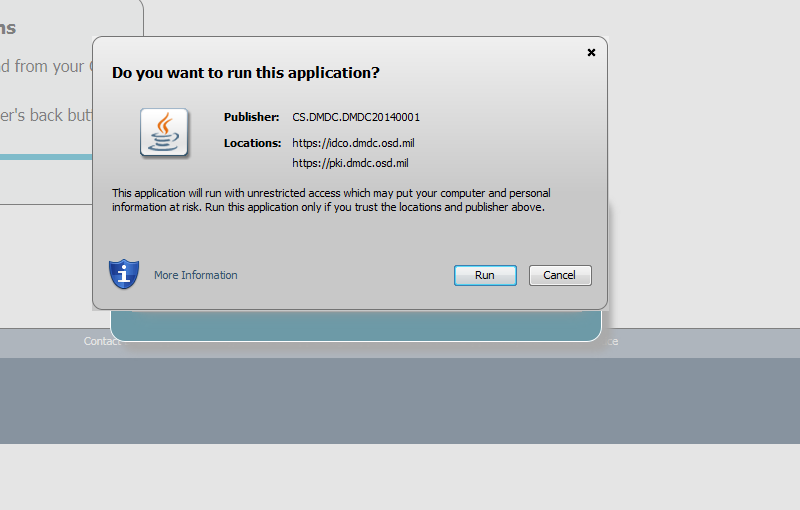 ns
Do you want to run this application?
d from your
Publisher: CS.DMDC.DMDC20140001
er's back but
Locations: https://idco.dmdc.osd.mil
https://pki.dmdc.osd.mil
This application will run with unrestricted access which may put your computer and personal
information at risk. Run this application only if you trust the locations and publisher above.
More Information
Run
Cancel
Contact
ce